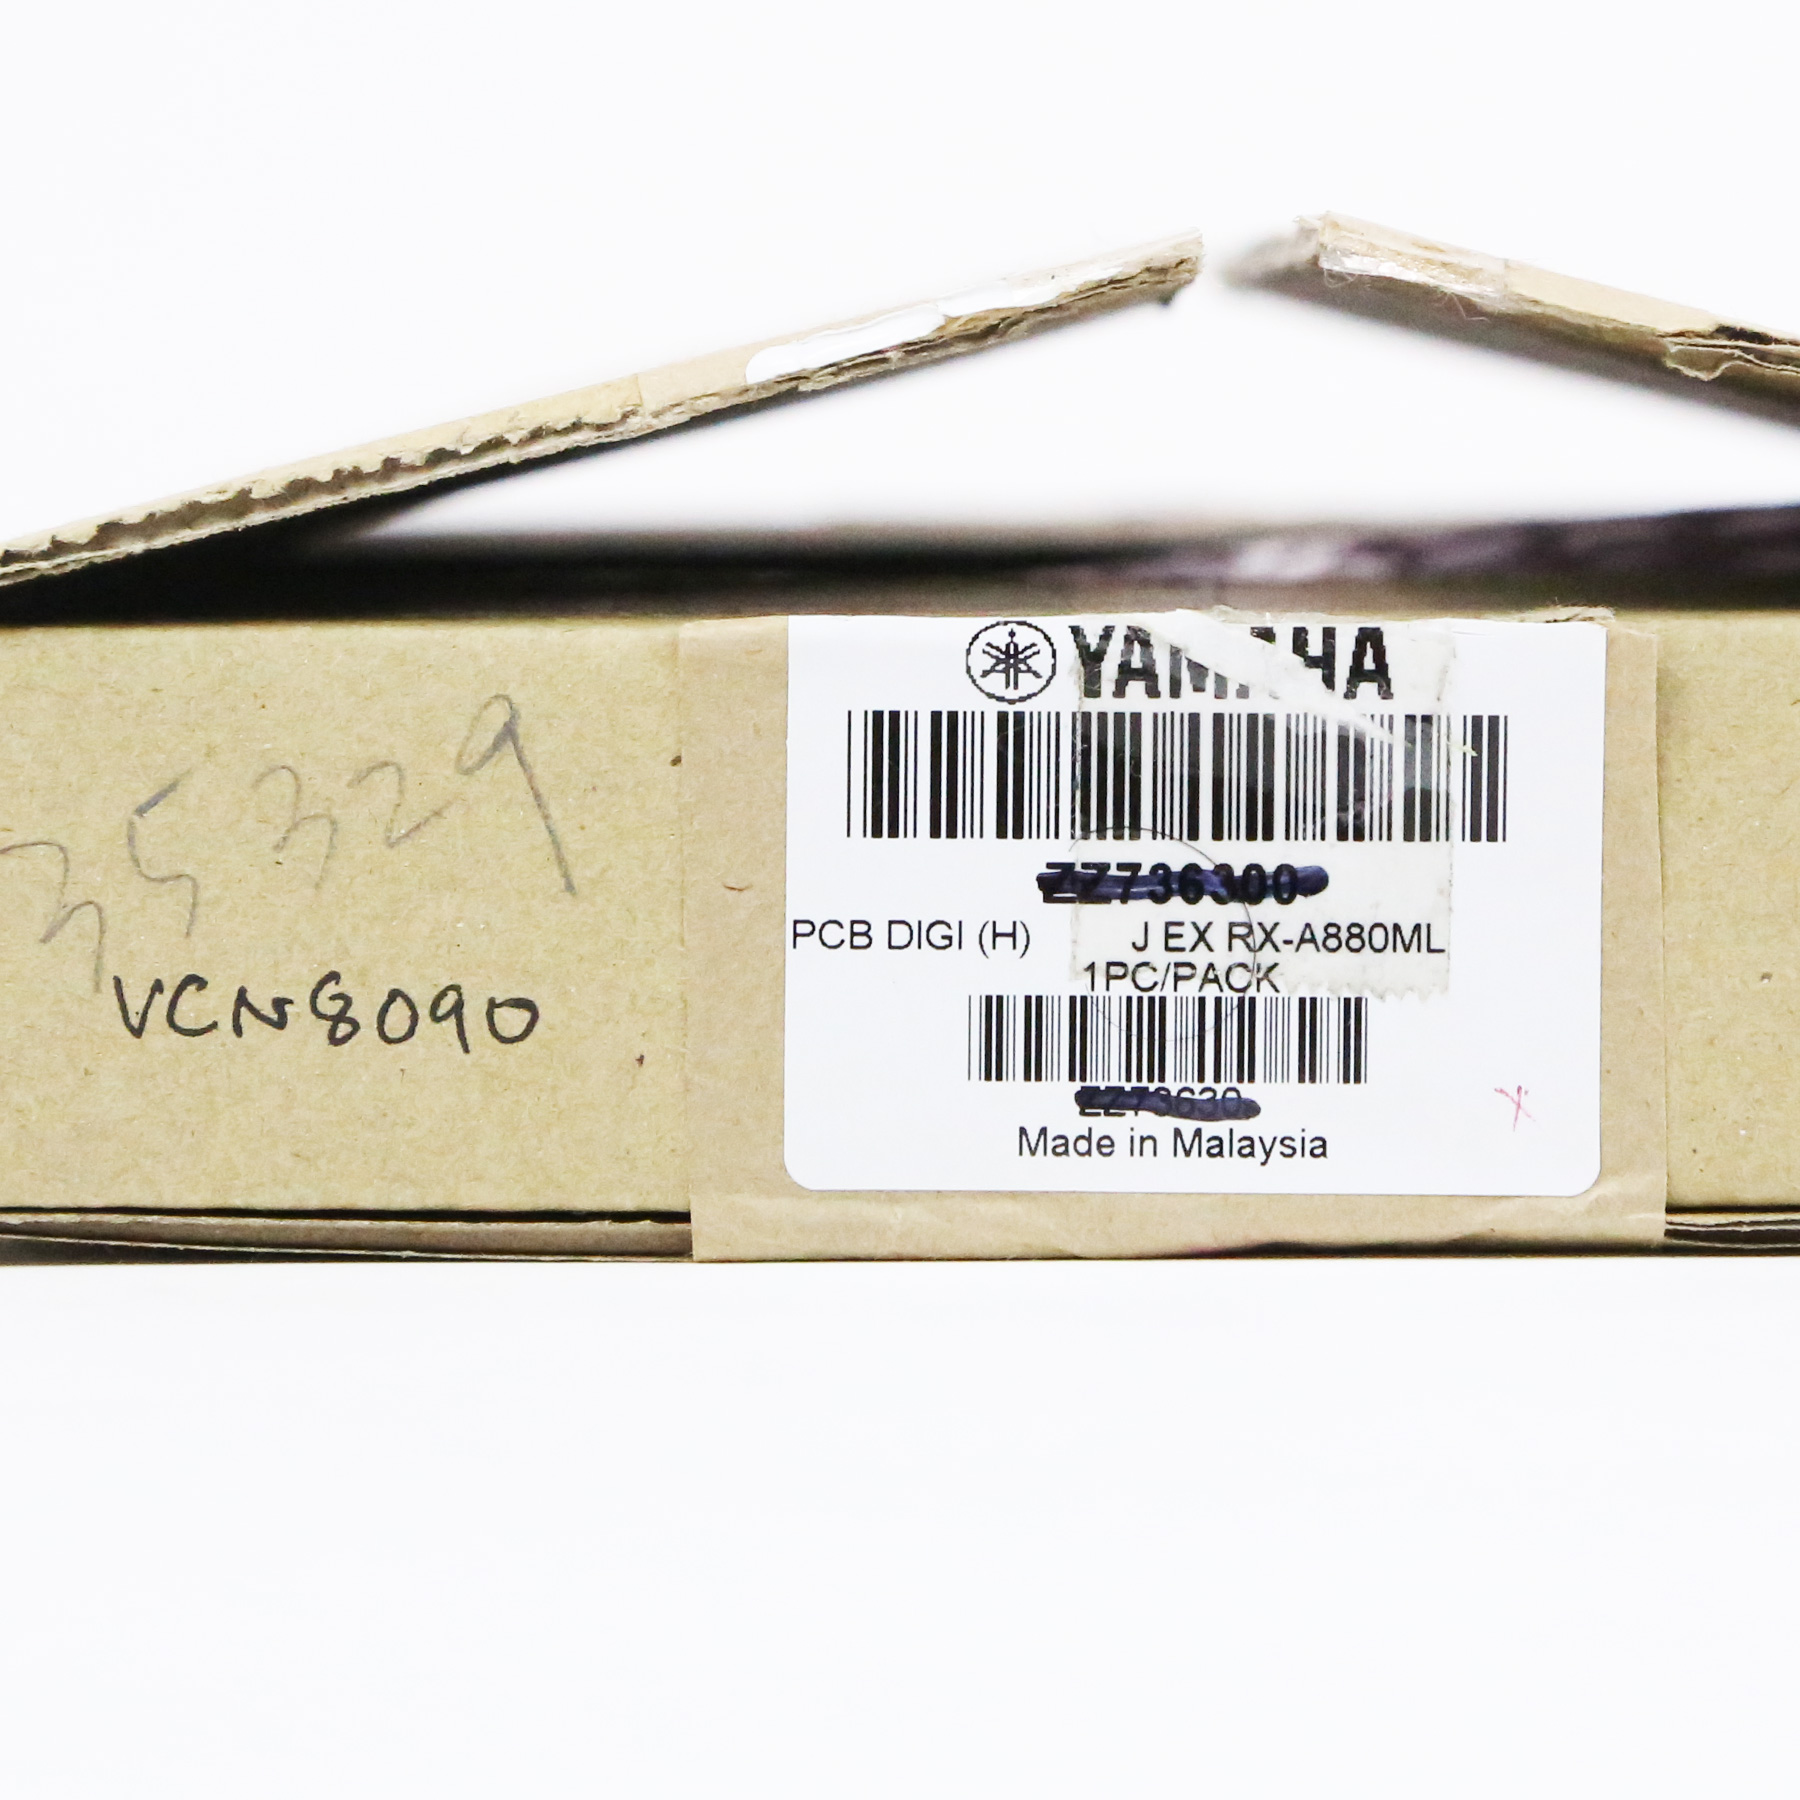 35329
VCN8090
YAMAHA
ZZ736300
PCB DIGI (H) J EX RX-A880ML
1PC/PACK
ZZ73630
Made in Malaysia